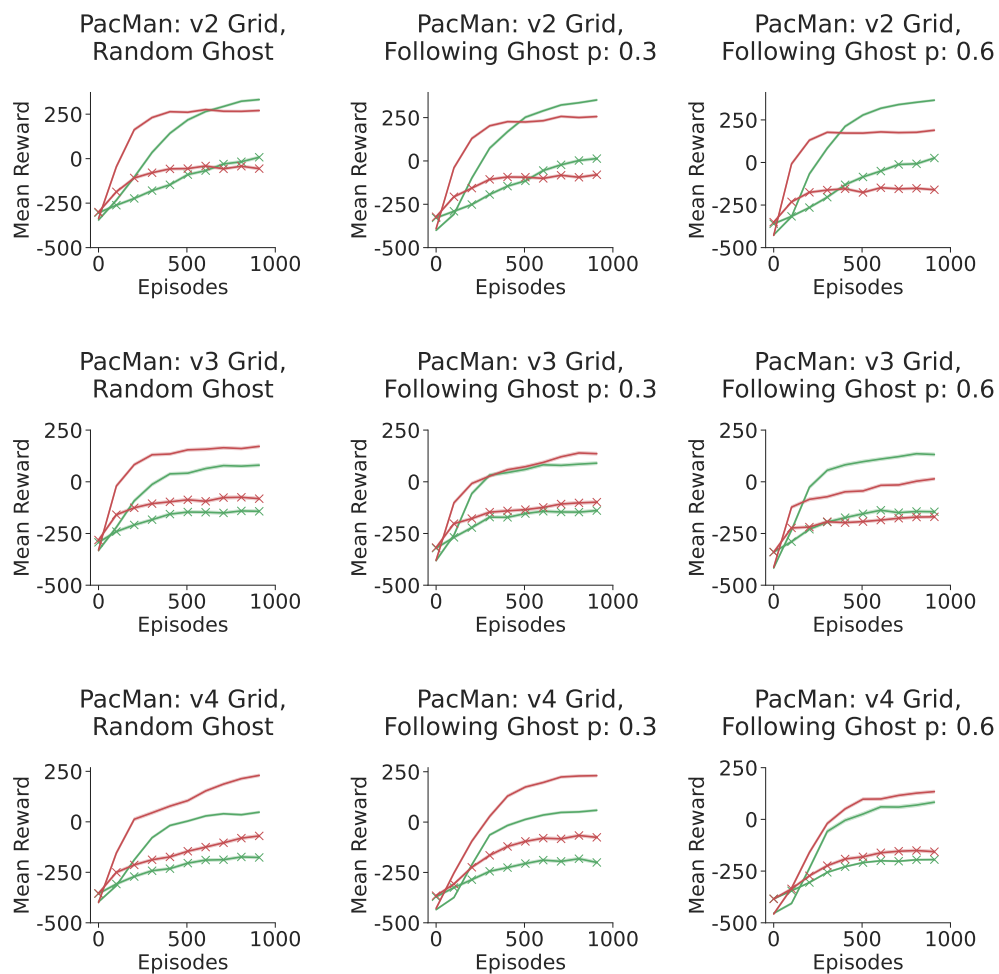 PacMan: v2 Grid,
Random Ghost
Mean Reward
250
0
-250
-500
0
500
1000
Episodes
PacMan: v2 Grid,
Following Ghost p: 0.3
Mean Reward
250
0
-250
-500
0
500
1000
Episodes
PacMan: v2 Grid,
Following Ghost p: 0.6
Mean Reward
250
0
-250
-500
0
500
1000
Episodes
PacMan: v3 Grid,
Random Ghost
Mean Reward
250
0
-250
-500
0
500
1000
Episodes
PacMan: v3 Grid,
Following Ghost p: 0.3
Mean Reward
250
0
-250
-500
0
500
1000
Episodes
PacMan: v3 Grid,
Following Ghost p: 0.6
Mean Reward
250
0
-250
-500
0
500
1000
Episodes
PacMan: v4 Grid,
Random Ghost
Mean Reward
250
0
-250
-500
0
500
1000
Episodes
PacMan: v4 Grid,
Following Ghost p: 0.3
Mean Reward
250
0
-250
-500
0
500
1000
Episodes
PacMan: v4 Grid,
Following Ghost p: 0.6
Mean Reward
250
0
-250
-500
0
500
1000
Episodes